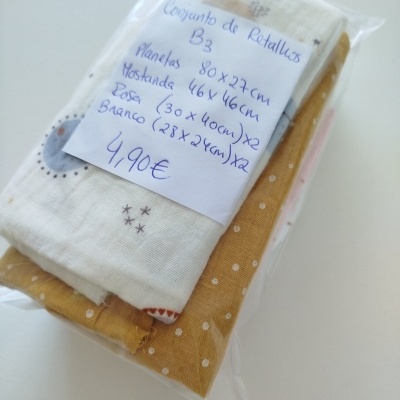 Conjunto de Retalhos
B3
Planetas 80x27cm
Mostarda 46x46cm
Rosa (30x40cm)x2
Branco (28x24cm)x2
4,90€